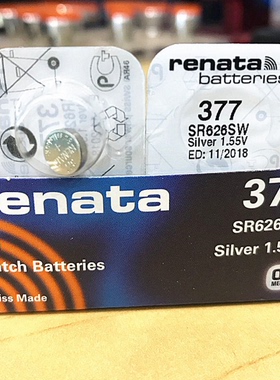 renata
batteries
377
SR626SW
Silver 1.55V
ED: 11/2018
renata
37
SR626
Silver 1.5
tch Batteries
iss Made